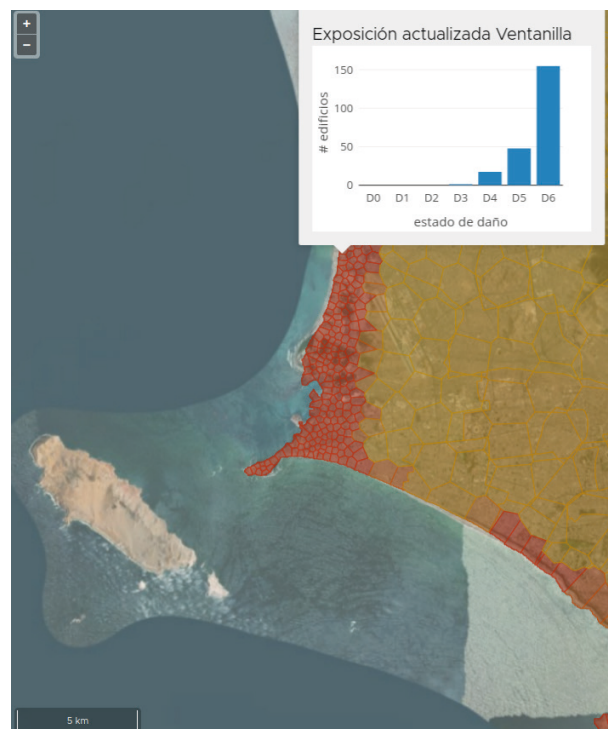 +
−
Exposición actualizada Ventanilla
150
100
50
0
# edificios
D0 D1 D2 D3 D4 D5 D6
estado de daño
5 km